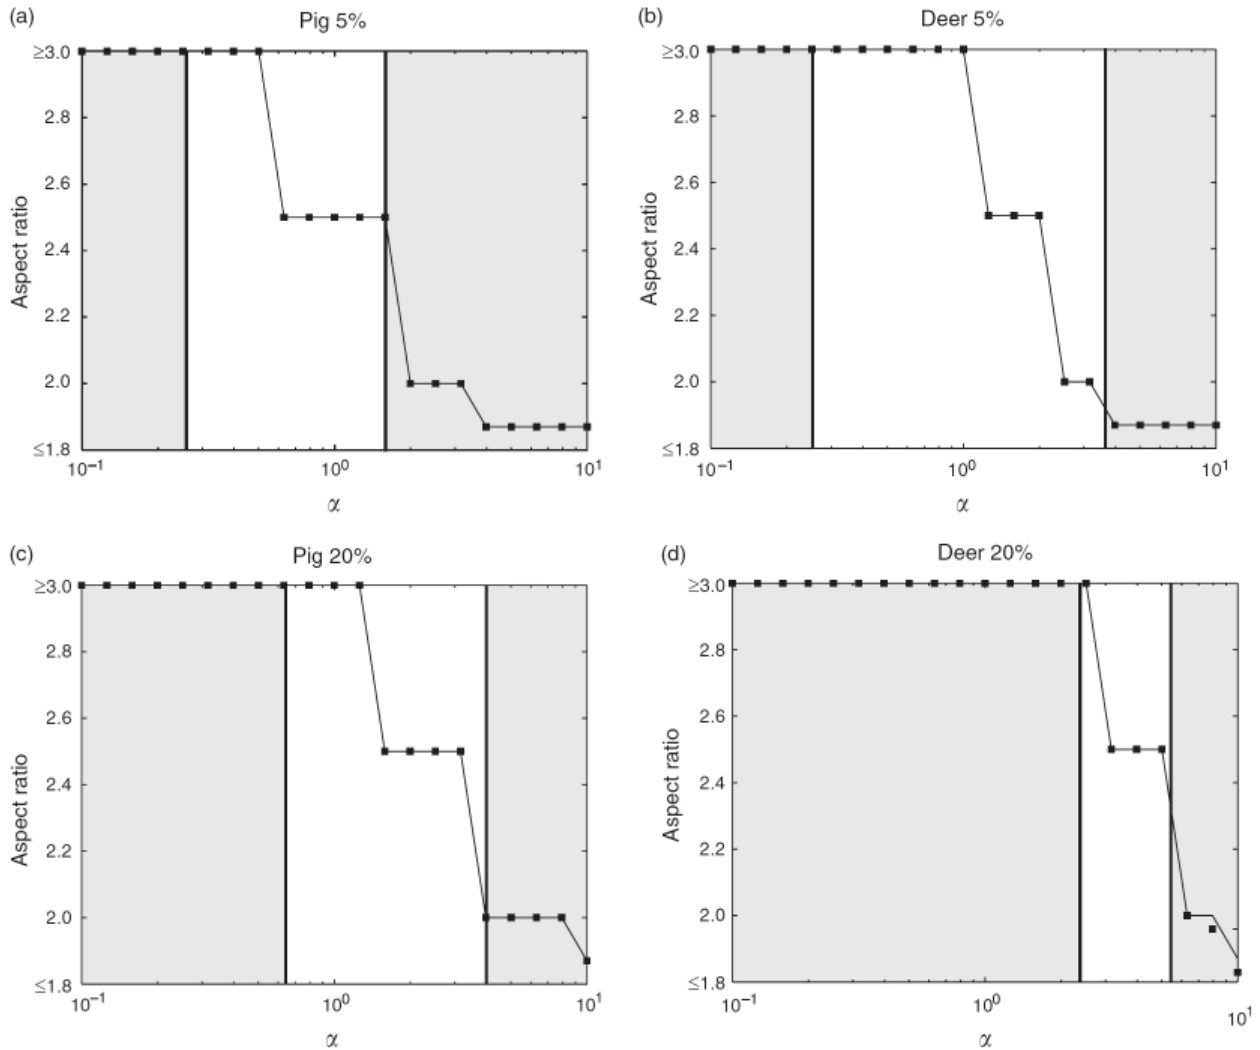 (a) Pig 5%
≥3.0
2.8
2.6
2.4
2.2
2.0
≤1.8
Aspect ratio
10⁻¹ 10⁰ 10¹
α
(b) Deer 5%
≥3.0
2.8
2.6
2.4
2.2
2.0
≤1.8
Aspect ratio
10⁻¹ 10⁰ 10¹
α
(c) Pig 20%
≥3.0
2.8
2.6
2.4
2.2
2.0
≤1.8
Aspect ratio
10⁻¹ 10⁰ 10¹
α
(d) Deer 20%
≥3.0
2.8
2.6
2.4
2.2
2.0
≤1.8
Aspect ratio
10⁻¹ 10⁰ 10¹
α